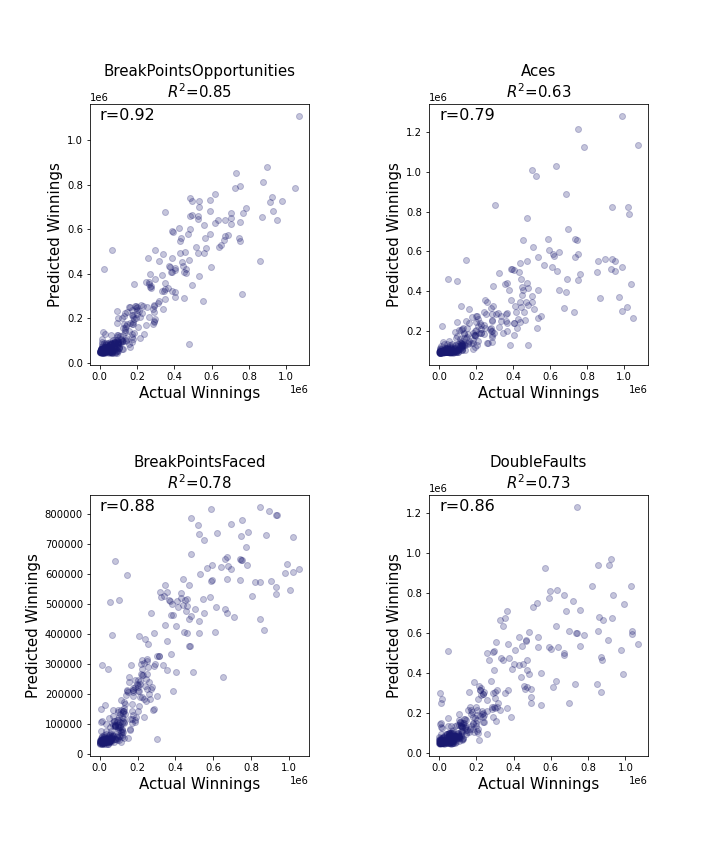 BreakPointsOpportunities
R²=0.85
1e6
r=0.92
1.0
0.8
0.6
0.4
0.2
0.0
Predicted Winnings
0.0 0.2 0.4 0.6 0.8 1.0
1e6
Actual Winnings
Aces
R²=0.63
1e6
r=0.79
1.2
1.0
0.8
0.6
0.4
0.2
Predicted Winnings
0.0 0.2 0.4 0.6 0.8 1.0
1e6
Actual Winnings
BreakPointsFaced
R²=0.78
r=0.88
800000
700000
600000
500000
400000
300000
200000
100000
0
Predicted Winnings
0.0 0.2 0.4 0.6 0.8 1.0
1e6
Actual Winnings
DoubleFaults
R²=0.73
1e6
r=0.86
1.2
1.0
0.8
0.6
0.4
0.2
0.0
Predicted Winnings
0.0 0.2 0.4 0.6 0.8 1.0
1e6
Actual Winnings